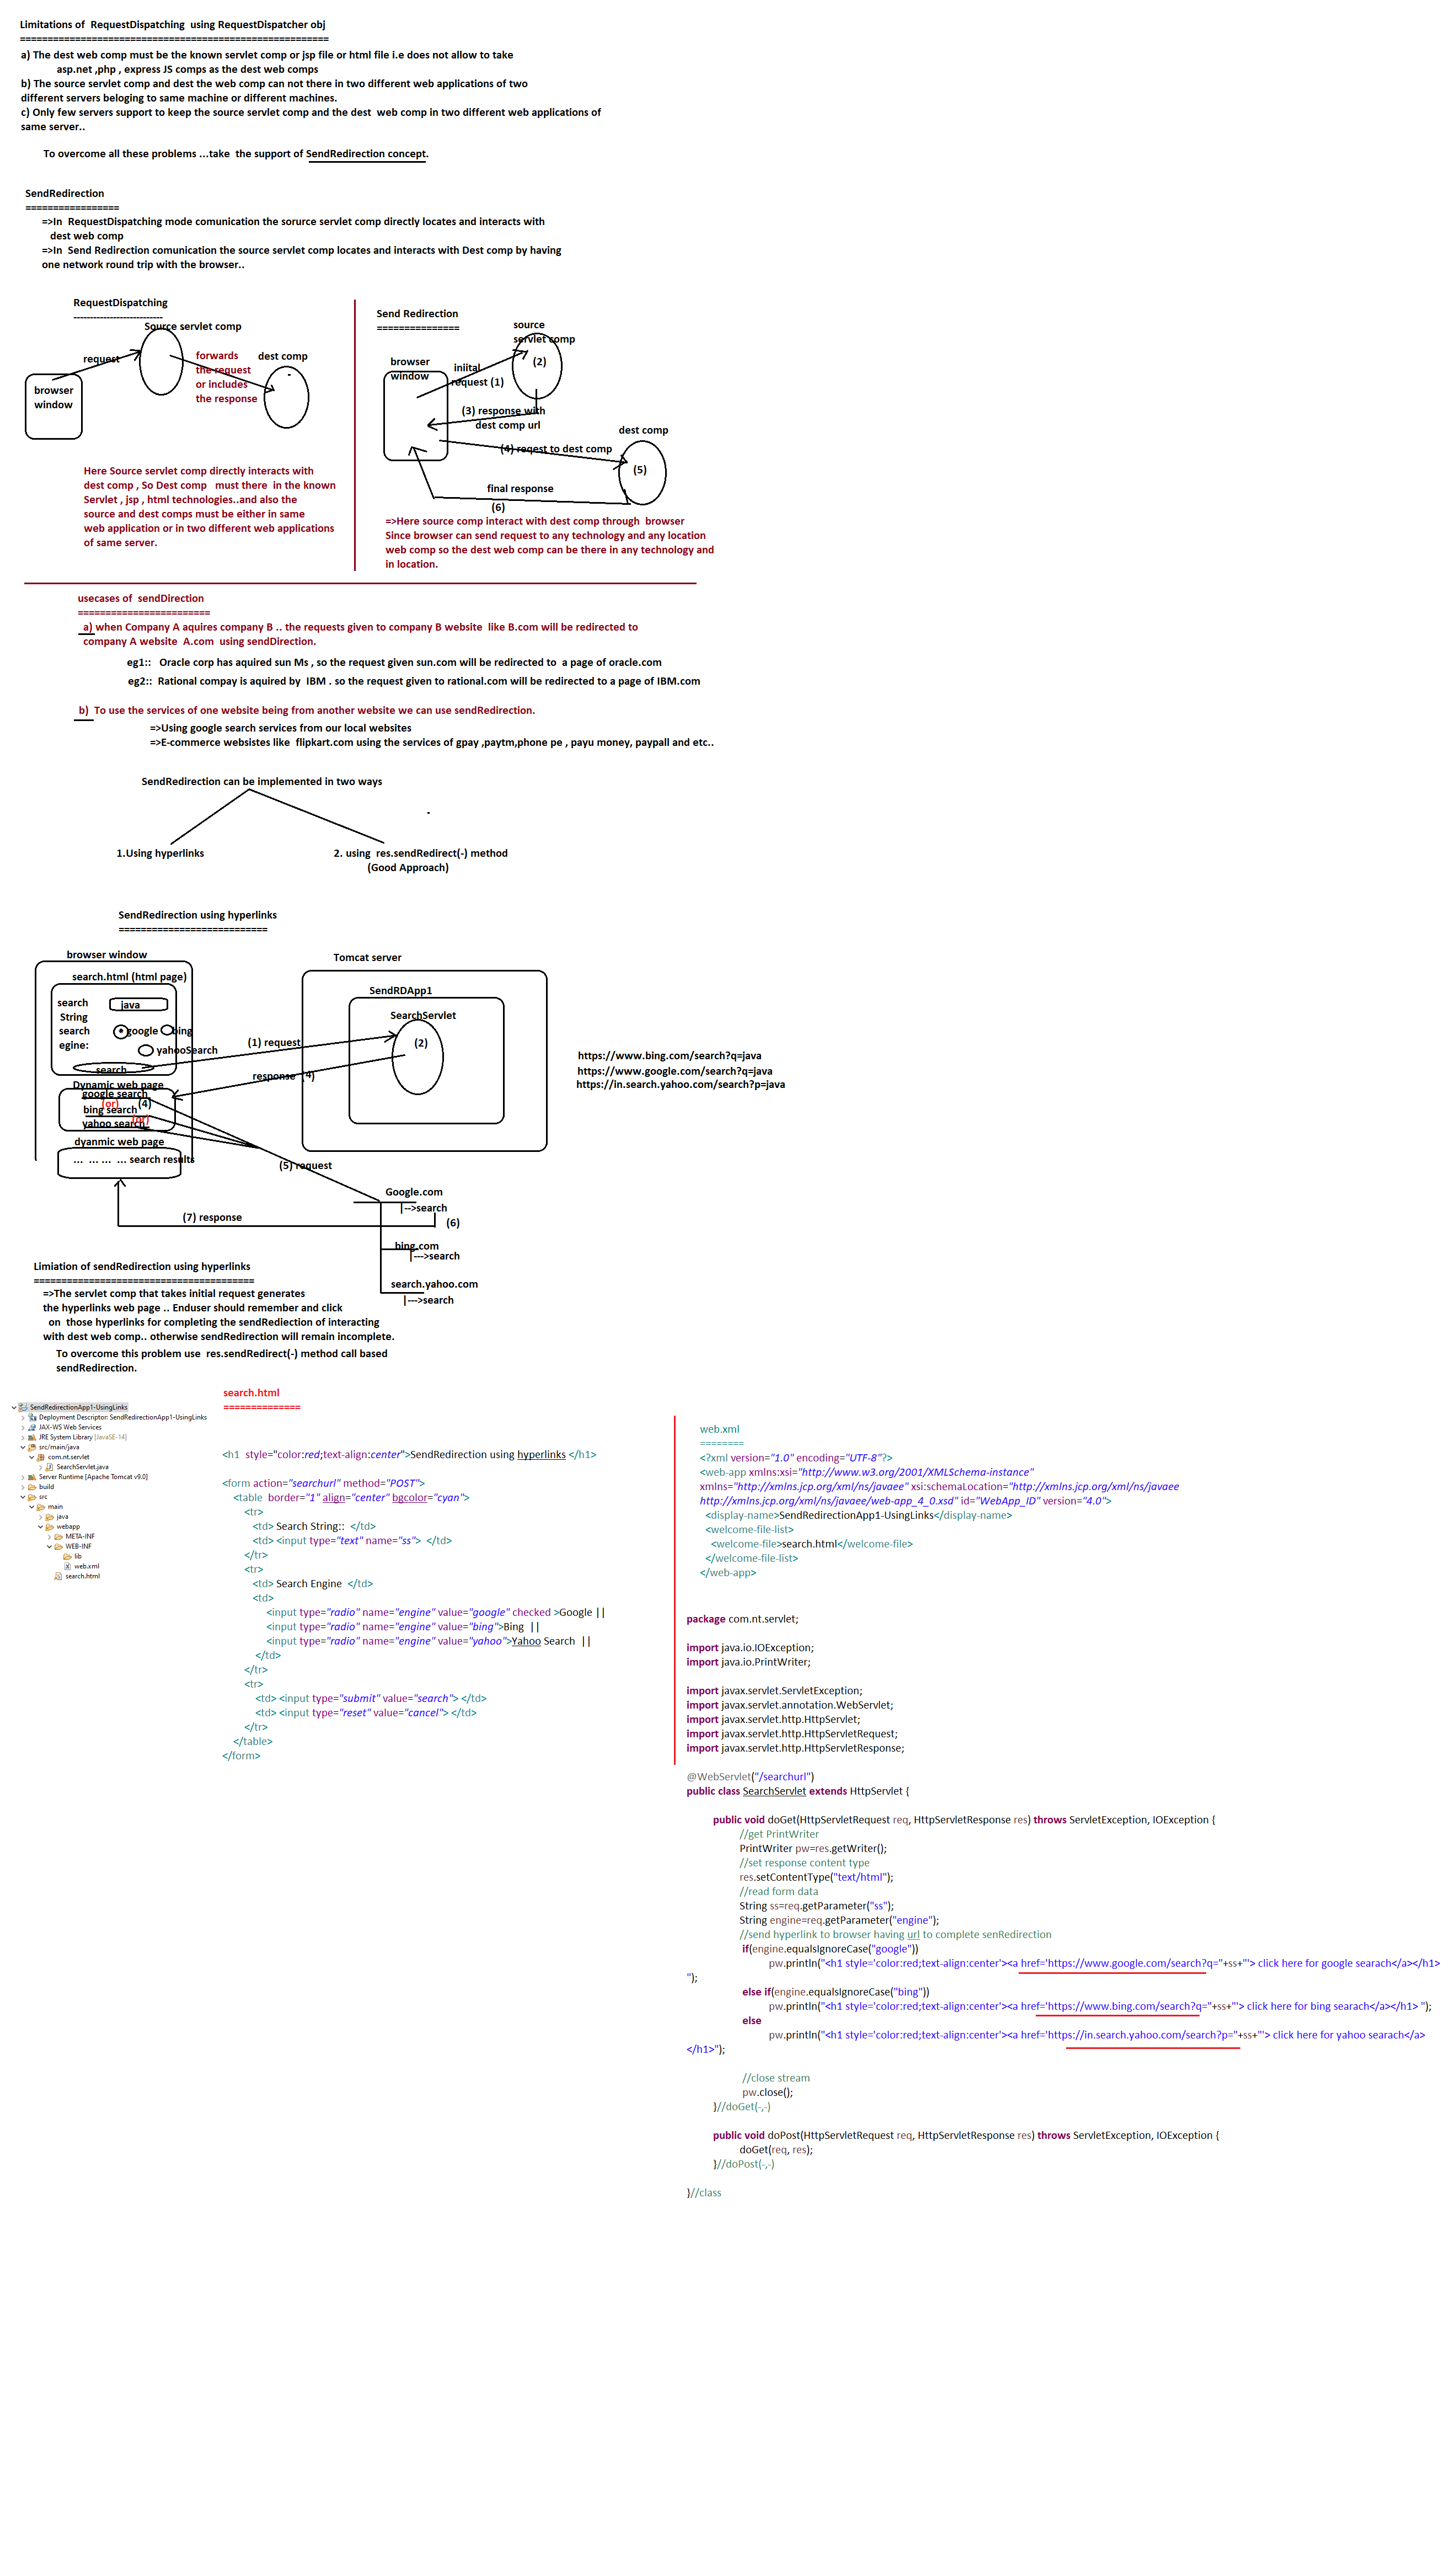 Limitations of  RequestDispatching  using RequestDispatcher obj
========================================================
a) The dest web comp must be the known servlet comp or jsp file or html file i.e does not allow to take
asp.net ,php , express JS comps as the dest web comps
b) The source servlet comp and dest the web comp can not there in two different web applications of two
different servers beloging to same machine or different machines.
c) Only few servers support to keep the source servlet comp and the dest  web comp in two different web applications of
same server..
To overcome all these problems ...take  the support of SendRedirection concept.
SendRedirection
=================
=>In  RequestDispatching mode comunication the sorurce servlet comp directly locates and interacts with
dest web comp
=>In  Send Redirection comunication the source servlet comp locates and interacts with Dest comp by having
one network round trip with the browser..
RequestDispatching
---------------------------
Source servlet comp
request
browser
window
forwards
the request
or includes
the response
dest comp
Here Source servlet comp directly interacts with
dest comp , So Dest comp   must there  in the known
Servlet , jsp , html technologies..and also the
source and dest comps must be either in same
web application or in two different web applications
of same server.
Send Redirection
===============
source
servlet comp
browser
window
iniital
request (1)
(2)
(3) response with
dest comp url
dest comp
(4) reqest to dest comp
(5)
final response
(6)
=>Here source comp interact with dest comp through  browser
Since browser can send request to any technology and any location
web comp so the dest web comp can be there in any technology and
in location.
usecases of  sendDirection
========================
a) when Company A aquires company B .. the requests given to company B website  like B.com will be redirected to
company A website  A.com  using sendDirection.
eg1::   Oracle corp has aquired sun Ms , so the request given sun.com will be redirected to  a page of oracle.com
eg2::  Rational compay is aquired by  IBM . so the request given to rational.com will be redirected to a page of IBM.com
b)  To use the services of one website being from another website we can use sendRedirection.
=>Using google search services from our local websites
=>E-commerce websistes like  flipkart.com using the services of gpay ,paytm,phone pe , payu money, paypall and etc..
SendRedirection can be implemented in two ways
1.Using hyperlinks
2. using  res.sendRedirect(-) method
(Good Approach)
SendRedirection using hyperlinks
===========================
browser window
search.html (html page)
search
String
java
search
egine:
google
bing
yahooSearch
search
Dynamic web page
google search
(or)
(4)
bing search
(or)
yahoo search
dyanmic web page
...  ... ...  ... search results
(1) request
response  (4)
Tomcat server
SendRDApp1
SearchServlet
(2)
https://www.bing.com/search?q=java
https://www.google.com/search?q=java
https://in.search.yahoo.com/search?p=java
(5) request
Google.com
|-->search
(6)
(7) response
bing.com
|--->search
search.yahoo.com
|--->search
Limiation of sendRedirection using hyperlinks
========================================
=>The servlet comp that takes initial request generates
the hyperlinks web page .. Enduser should remember and click
on  those hyperlinks for completing the sendRediection of interacting
with dest web comp.. otherwise sendRedirection will remain incomplete.
To overcome this problem use  res.sendRedirect(-) method call based
sendRedirection.
SendRedirectionApp1-UsingLinks
Deployment Descriptor: SendRedirectionApp1-UsingLinks
JAX-WS Web Services
JRE System Library [JavaSE-14]
src/main/java
com.nt.servlet
SearchServlet.java
Server Runtime [Apache Tomcat v9.0]
build
src
main
java
webapp
META-INF
WEB-INF
lib
web.xml
search.html
search.html
==============
<h1  style="color:red;text-align:center">SendRedirection using hyperlinks </h1>
<form action="searchurl" method="POST">
<table  border="1" align="center" bgcolor="cyan">
<tr>
<td> Search String::  </td>
<td> <input type="text" name="ss">  </td>
</tr>
<tr>
<td> Search Engine  </td>
<td>
<input type="radio" name="engine" value="google" checked >Google ||
<input type="radio" name="engine" value="bing">Bing  ||
<input type="radio" name="engine" value="yahoo">Yahoo Search  ||
</td>
</tr>
<tr>
<td> <input type="submit" value="search"> </td>
<td> <input type="reset" value="cancel"> </td>
</tr>
</table>
</form>
web.xml
========
<?xml version="1.0" encoding="UTF-8"?>
<web-app xmlns:xsi="http://www.w3.org/2001/XMLSchema-instance"
xmlns="http://xmlns.jcp.org/xml/ns/javaee" xsi:schemaLocation="http://xmlns.jcp.org/xml/ns/javaee
http://xmlns.jcp.org/xml/ns/javaee/web-app_4_0.xsd" id="WebApp_ID" version="4.0">
<display-name>SendRedirectionApp1-UsingLinks</display-name>
<welcome-file-list>
<welcome-file>search.html</welcome-file>
</welcome-file-list>
</web-app>
package com.nt.servlet;
import java.io.IOException;
import java.io.PrintWriter;
import javax.servlet.ServletException;
import javax.servlet.annotation.WebServlet;
import javax.servlet.http.HttpServlet;
import javax.servlet.http.HttpServletRequest;
import javax.servlet.http.HttpServletResponse;
@WebServlet("/searchurl")
public class SearchServlet extends HttpServlet {
public void doGet(HttpServletRequest req, HttpServletResponse res) throws ServletException, IOException {
//get PrintWriter
PrintWriter pw=res.getWriter();
//set response content type
res.setContentType("text/html");
//read form data
String ss=req.getParameter("ss");
String engine=req.getParameter("engine");
//send hyperlink to browser having url to complete senRedirection
if(engine.equalsIgnoreCase("google"))
pw.println("<h1 style='color:red;text-align:center'><a href='https://www.google.com/search?q="+ss+"'> click here for google searach</a></h1>
");
else if(engine.equalsIgnoreCase("bing"))
pw.println("<h1 style='color:red;text-align:center'><a href='https://www.bing.com/search?q="+ss+"'> click here for bing searach</a></h1> ");
else
pw.println("<h1 style='color:red;text-align:center'><a href='https://in.search.yahoo.com/search?p="+ss+"'> click here for yahoo searach</a>
</h1>");
//close stream
pw.close();
}//doGet(-,-)
public void doPost(HttpServletRequest req, HttpServletResponse res) throws ServletException, IOException {
doGet(req, res);
}//doPost(-,-)
}//class